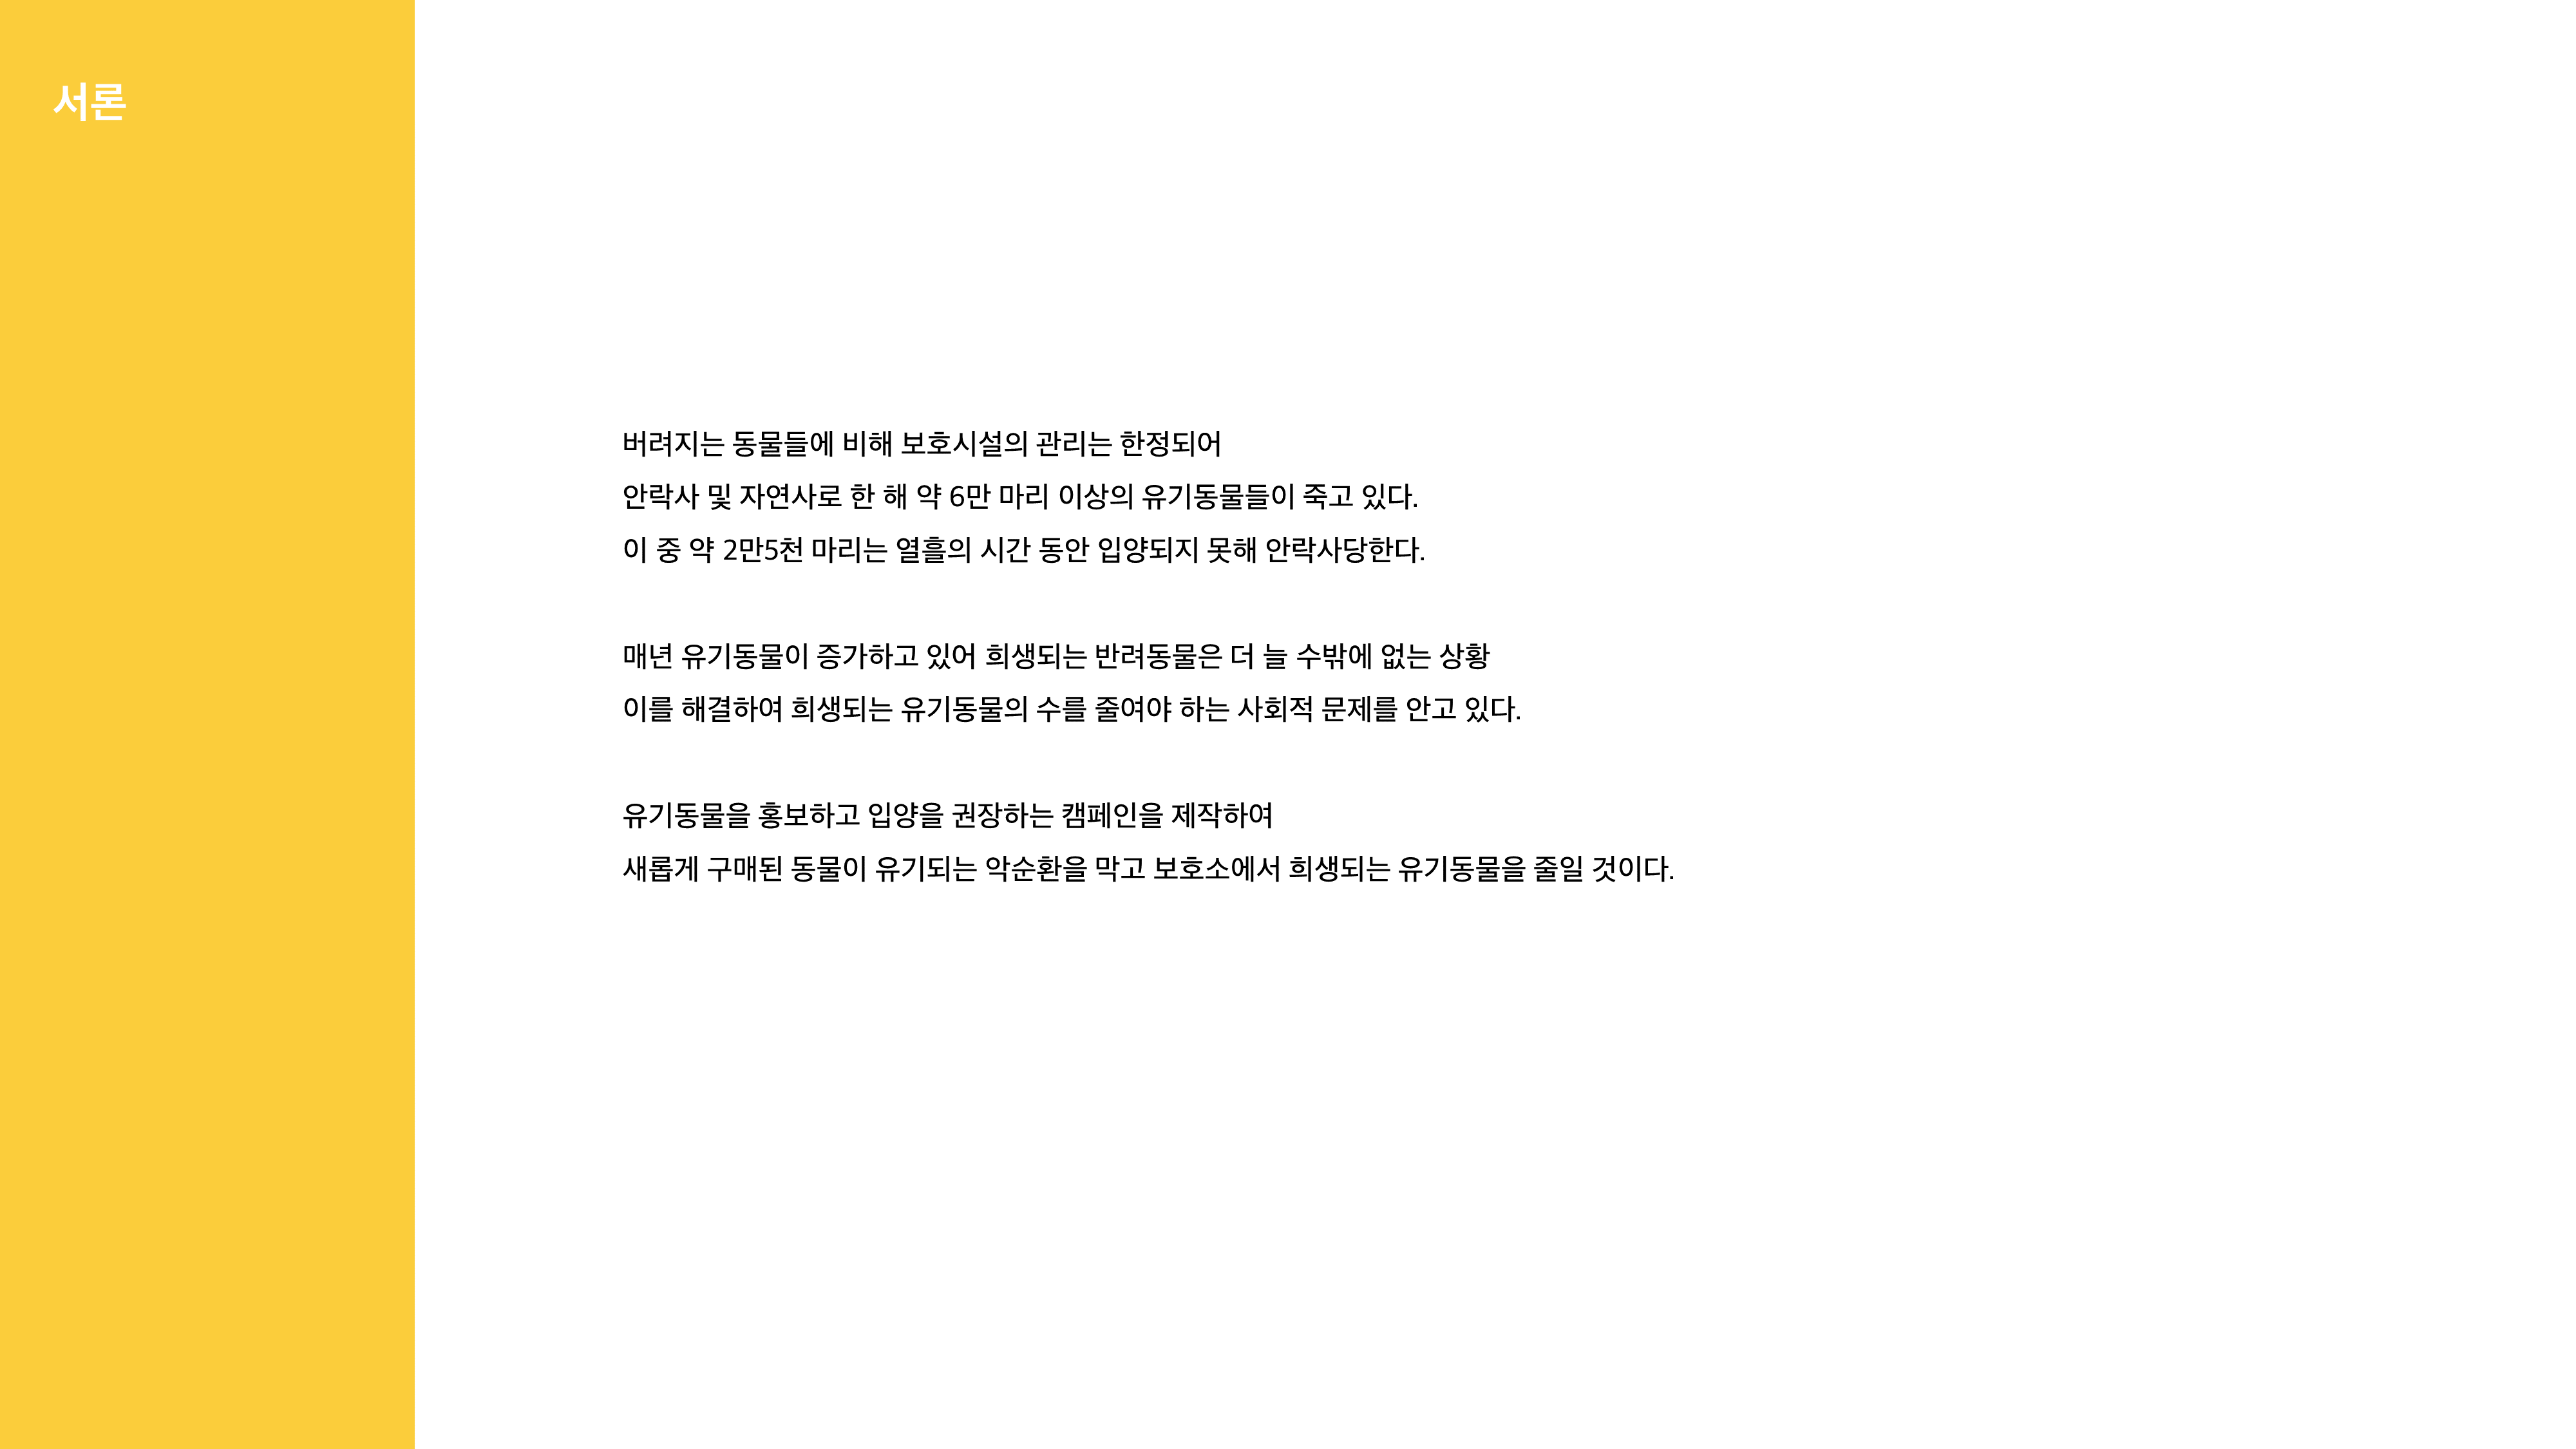 서론
버려지는 동물들에 비해 보호시설의 관리는 한정되어
안락사 및 자연사로 한 해 약 6만 마리 이상의 유기동물들이 죽고 있다.
이 중 약 2만5천 마리는 열흘의 시간 동안 입양되지 못해 안락사당한다.
매년 유기동물이 증가하고 있어 희생되는 반려동물은 더 늘 수밖에 없는 상황
이를 해결하여 희생되는 유기동물의 수를 줄여야 하는 사회적 문제를 안고 있다.
유기동물을 홍보하고 입양을 권장하는 캠페인을 제작하여
새롭게 구매된 동물이 유기되는 악순환을 막고 보호소에서 희생되는 유기동물을 줄일 것이다.